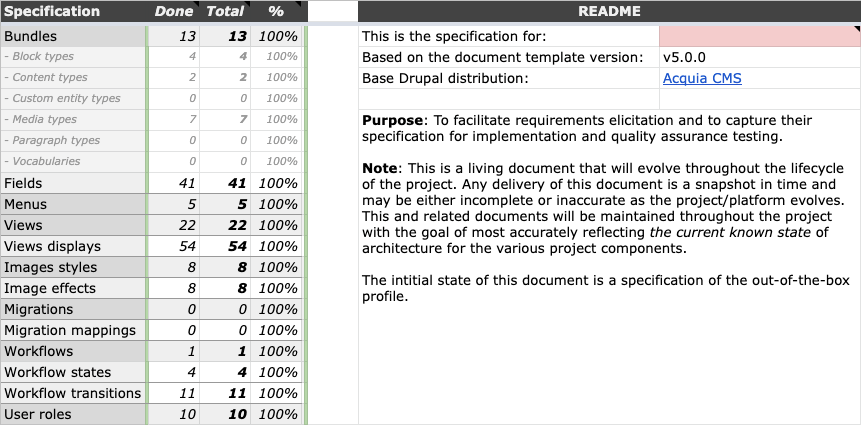 Specification Done Total %
Bundles 13 13 100%
- Block types 4 4 100%
- Content types 2 2 100%
- Custom entity types 0 0 100%
- Media types 7 7 100%
- Paragraph types 0 0 100%
- Vocabularies 0 0 100%
Fields 41 41 100%
Menus 5 5 100%
Views 22 22 100%
Views displays 54 54 100%
Images styles 8 8 100%
Image effects 8 8 100%
Migrations 0 0 100%
Migration mappings 0 0 100%
Workflows 1 1 100%
Workflow states 4 4 100%
Workflow transitions 11 11 100%
User roles 10 10 100%
README
This is the specification for:
Based on the document template version: v5.0.0
Base Drupal distribution: Acquia CMS
Purpose: To facilitate requirements elicitation and to capture their
specification for implementation and quality assurance testing.
Note: This is a living document that will evolve throughout the lifecycle
of the project. Any delivery of this document is a snapshot in time and
may be either incomplete or inaccurate as the project/platform evolves.
This and related documents will be maintained throughout the project
with the goal of most accurately reflecting the current known state of
architecture for the various project components.
The intitial state of this document is a specification of the out-of-the-box
profile.